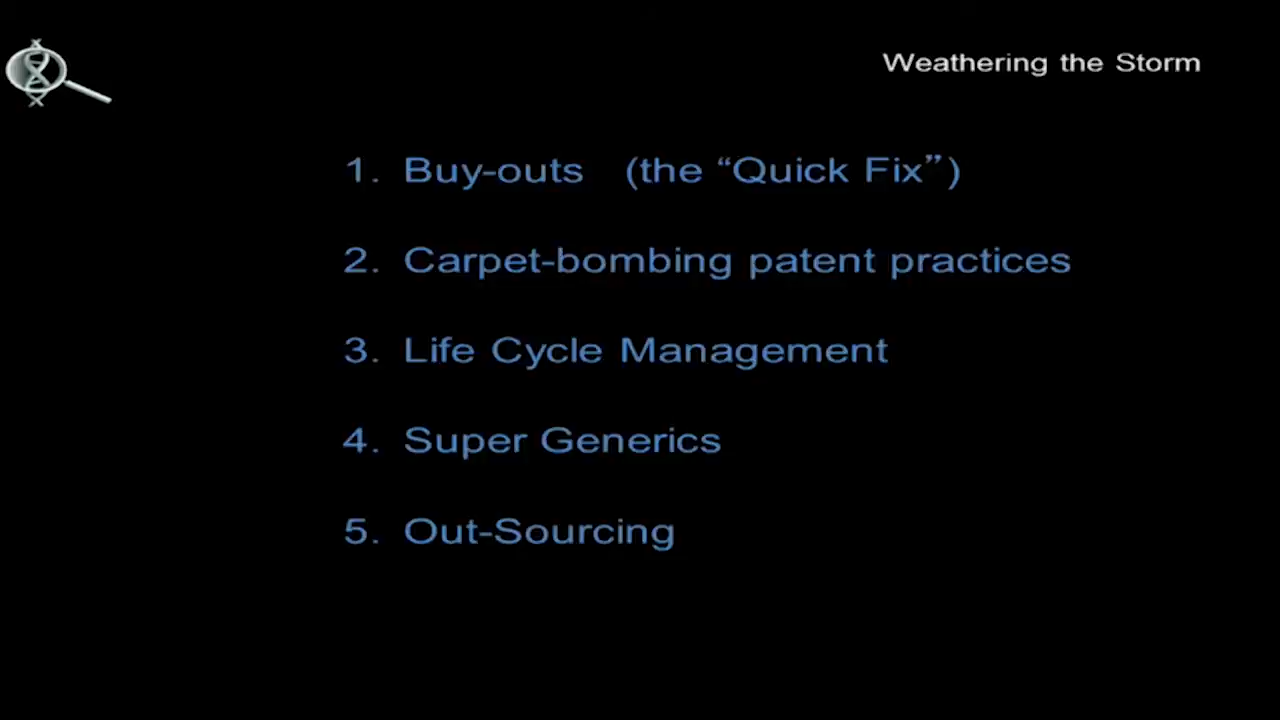 Weathering the Storm
1. Buy-outs (the “Quick Fix”)
2. Carpet-bombing patent practices
3. Life Cycle Management
4. Super Generics
5. Out-Sourcing